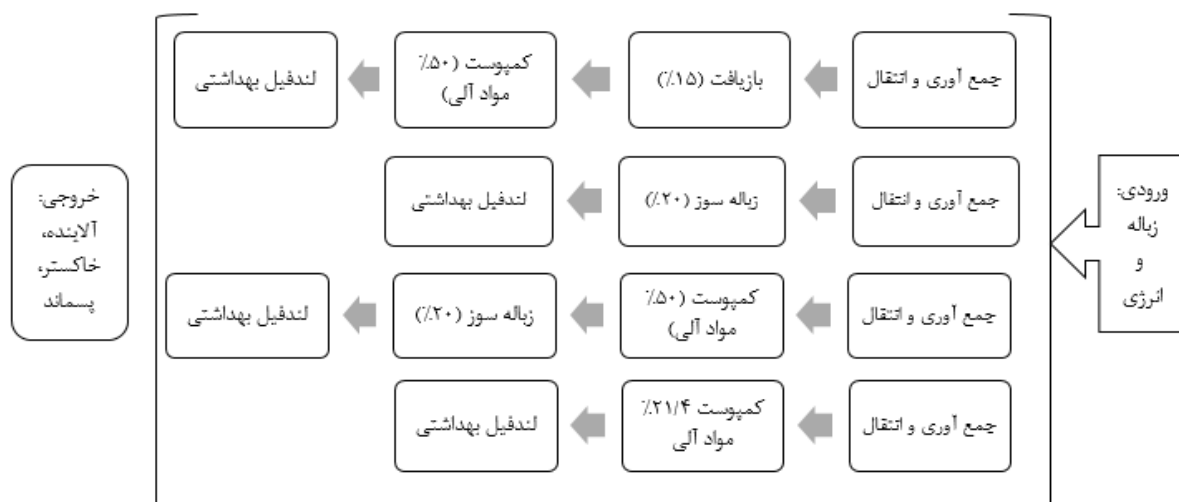 ورودی:
زباله
و
انرژی
جمع آوری و انتقال
بازیافت (۱۵٪)
کمپوست (۵۰٪
مواد آلی)
لندفیل بهداشتی
جمع آوری و انتقال
زباله سوز (۲۰٪)
لندفیل بهداشتی
جمع آوری و انتقال
کمپوست (۵۰٪
مواد آلی)
زباله سوز (۲۰٪)
لندفیل بهداشتی
جمع آوری و انتقال
کمپوست ۲۱/۴٪
مواد آلی
لندفیل بهداشتی
خروجی:
آلاینده،
خاکستر،
پسماند